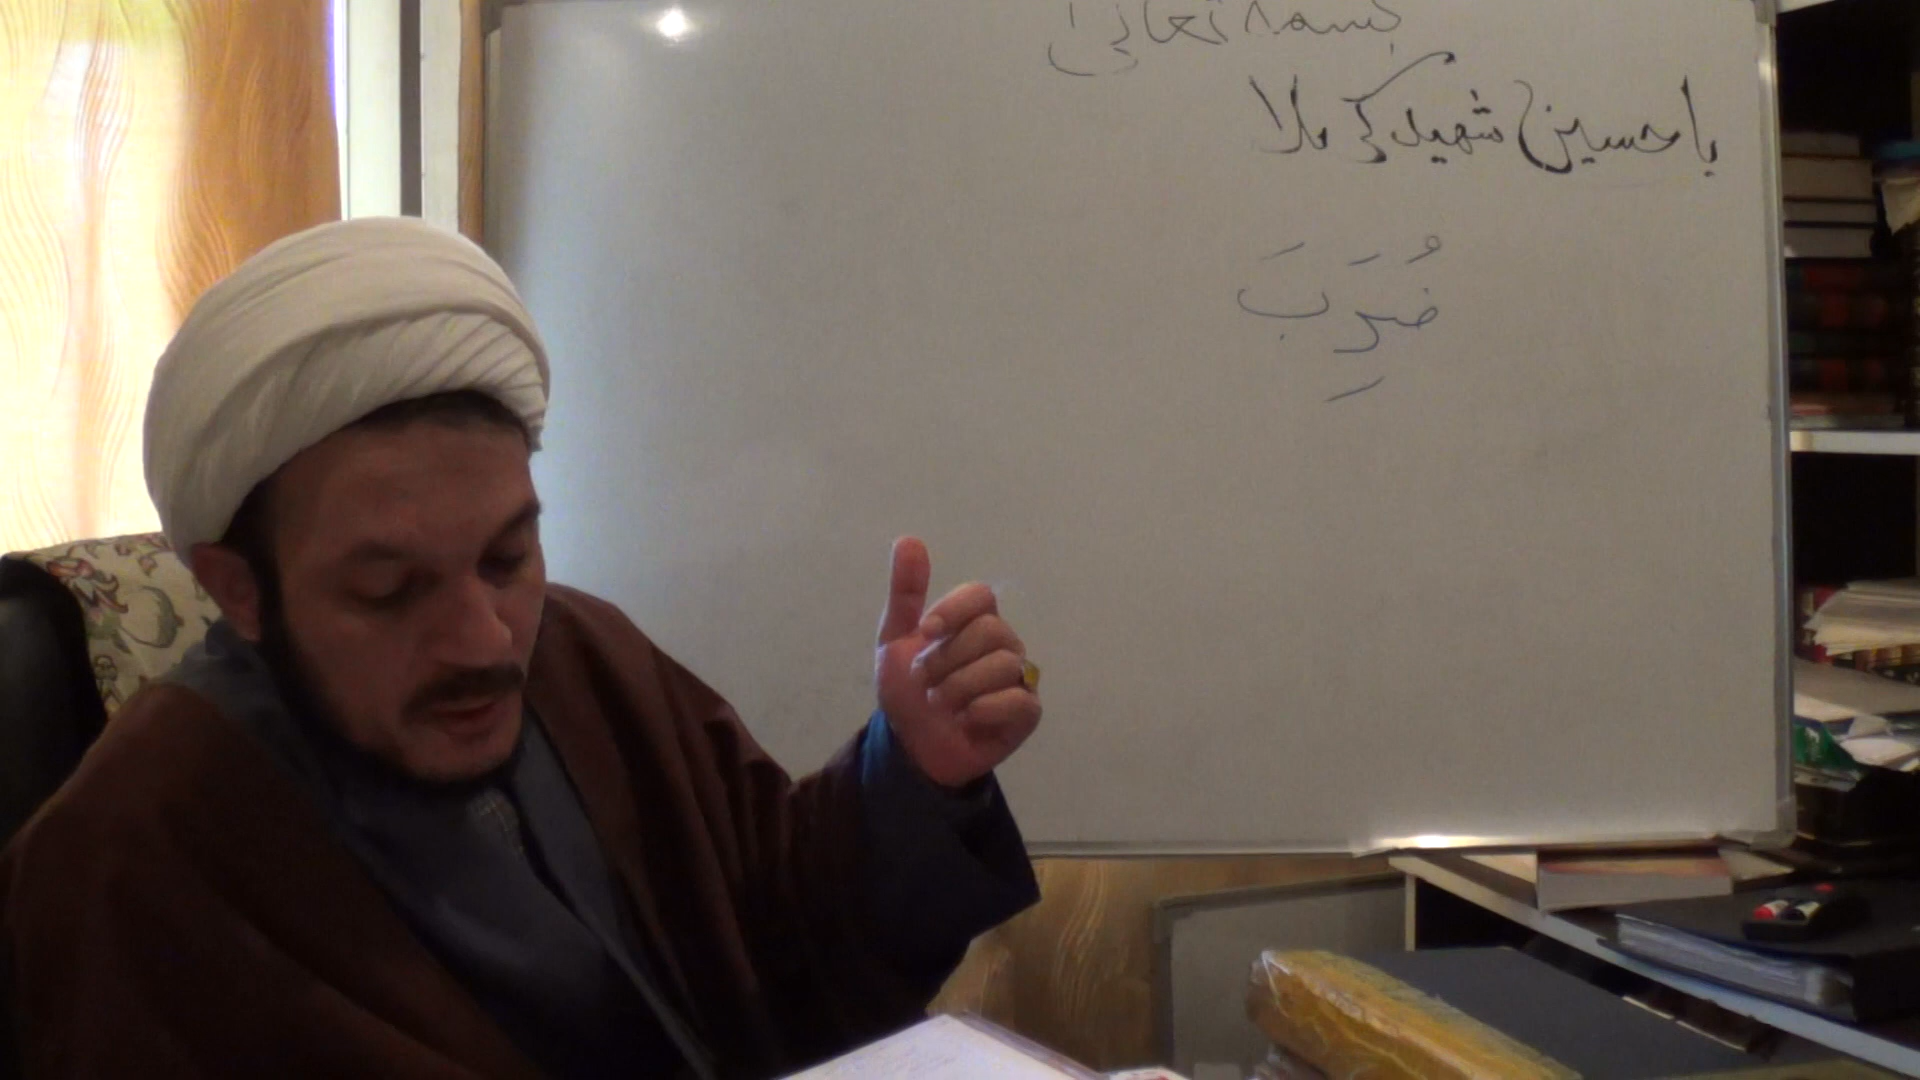 بسمه تعالی
یا حسین شهید کربلا
ضُرِبَ